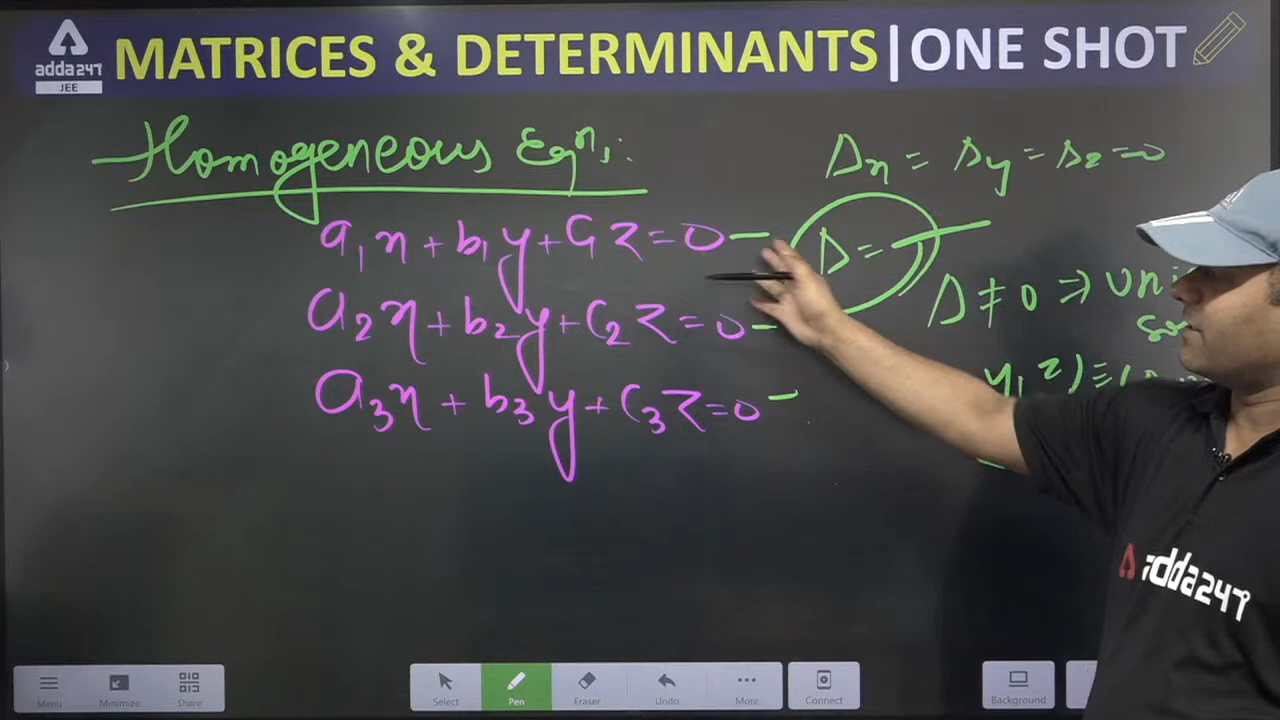 adda247
JEE
MATRICES & DETERMINANTS | ONE SHOT
Homogeneous Eqⁿs:
a₁x + b₁y + c₁z = 0 —
a₂x + b₂y + c₂z = 0 —
a₃x + b₃y + c₃z = 0 —
Δx = Δy = Δz = 0
Δ =
Δ ≠ 0 ⇒ uni
y, z) ≡ (
adda247
Menu
Minimize
Share
Select
Pen
Eraser
Undo
More
Connect
Background